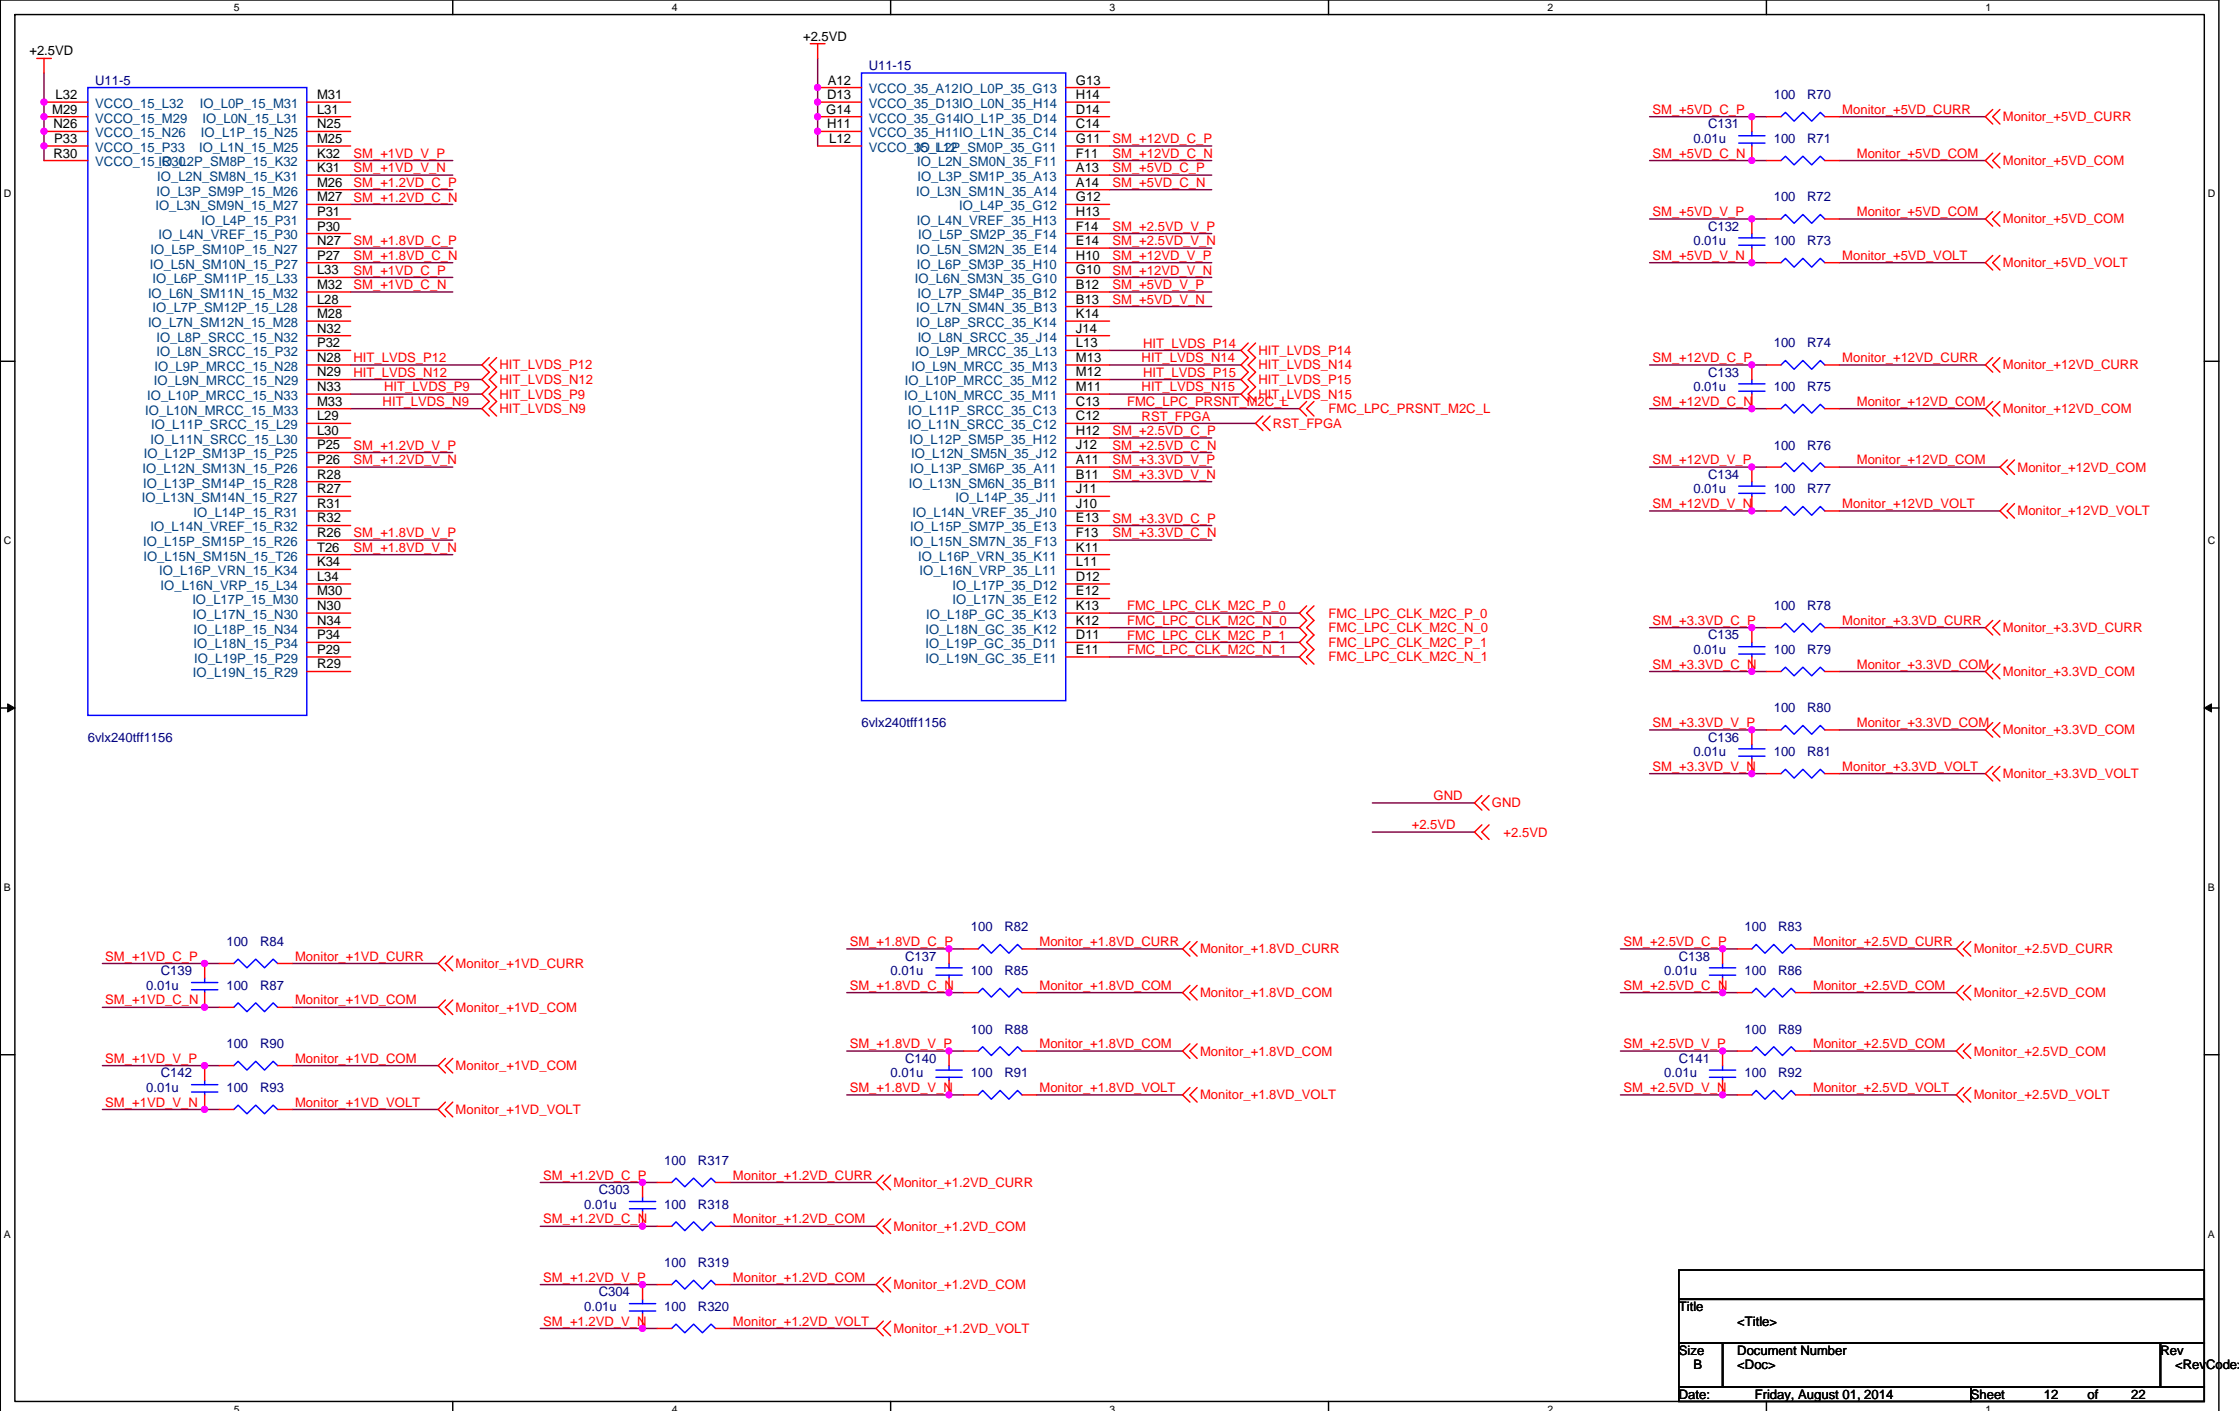 5 4 3 2 1
+2.5VD
U11-5
L32 VCCO_15_L32 IO_L0P_15_M31 M31
M29 VCCO_15_M29 IO_L0N_15_L31 L31
N26 VCCO_15_N26 IO_L1P_15_N25 N25
P33 VCCO_15_P33 IO_L1N_15_M25 M25
R30 VCCO_15_R30 IO_L2P_SM8P_15_K32 K32 SM_+1VD_V_P
IO_L2N_SM8N_15_K31 K31 SM_+1VD_V_N
IO_L3P_SM9P_15_M26 M26 SM_+1.2VD_C_P
IO_L3N_SM9N_15_M27 M27 SM_+1.2VD_C_N
IO_L4P_15_P31 P31
IO_L4N_VREF_15_P30 P30
IO_L5P_SM10P_15_N27 N27 SM_+1.8VD_C_P
IO_L5N_SM10N_15_P27 P27 SM_+1.8VD_C_N
IO_L6P_SM11P_15_L33 L33 SM_+1VD_C_P
IO_L6N_SM11N_15_M32 M32 SM_+1VD_C_N
IO_L7P_SM12P_15_L28 L28
IO_L7N_SM12N_15_M28 M28
IO_L8P_SRCC_15_N32 N32
IO_L8N_SRCC_15_P32 P32
IO_L9P_MRCC_15_N28 N28 HIT_LVDS_P12 HIT_LVDS_P12
IO_L9N_MRCC_15_N29 N29 HIT_LVDS_N12 HIT_LVDS_N12
IO_L10P_MRCC_15_N33 N33 HIT_LVDS_P9 HIT_LVDS_P9
IO_L10N_MRCC_15_M33 M33 HIT_LVDS_N9 HIT_LVDS_N9
IO_L11P_SRCC_15_L29 L29
IO_L11N_SRCC_15_L30 L30
IO_L12P_SM13P_15_P25 P25 SM_+1.2VD_V_P
IO_L12N_SM13N_15_P26 P26 SM_+1.2VD_V_N
IO_L13P_SM14P_15_R28 R28
IO_L13N_SM14N_15_R27 R27
IO_L14P_15_R31 R31
IO_L14N_VREF_15_R32 R32
IO_L15P_SM15P_15_R26 R26 SM_+1.8VD_V_P
IO_L15N_SM15N_15_T26 T26 SM_+1.8VD_V_N
IO_L16P_VRN_15_K34 K34
IO_L16N_VRP_15_L34 L34
IO_L17P_15_M30 M30
IO_L17N_15_N30 N30
IO_L18P_15_N34 N34
IO_L18N_15_P34 P34
IO_L19P_15_P29 P29
IO_L19N_15_R29 R29
6vlx240tff1156
+2.5VD
U11-15
A12 VCCO_35_A12 IO_L0P_35_G13 G13
D13 VCCO_35_D13 IO_L0N_35_H14 H14
G14 VCCO_35_G14 IO_L1P_35_D14 D14
H11 VCCO_35_H11 IO_L1N_35_C14 C14
L12 VCCO_35_L12 IO_L2P_SM0P_35_G11 G11 SM_+12VD_C_P
IO_L2N_SM0N_35_F11 F11 SM_+12VD_C_N
IO_L3P_SM1P_35_A13 A13 SM_+5VD_C_P
IO_L3N_SM1N_35_A14 A14 SM_+5VD_C_N
IO_L4P_35_G12 G12
IO_L4N_VREF_35_H13 H13
IO_L5P_SM2P_35_F14 F14 SM_+2.5VD_V_P
IO_L5N_SM2N_35_E14 E14 SM_+2.5VD_V_N
IO_L6P_SM3P_35_H10 H10 SM_+12VD_V_P
IO_L6N_SM3N_35_G10 G10 SM_+12VD_V_N
IO_L7P_SM4P_35_B12 B12 SM_+5VD_V_P
IO_L7N_SM4N_35_B13 B13 SM_+5VD_V_N
IO_L8P_SRCC_35_K14 K14
IO_L8N_SRCC_35_J14 J14
IO_L9P_MRCC_35_L13 L13 HIT_LVDS_P14 HIT_LVDS_P14
IO_L9N_MRCC_35_M13 M13 HIT_LVDS_N14 HIT_LVDS_N14
IO_L10P_MRCC_35_M12 M12 HIT_LVDS_P15 HIT_LVDS_P15
IO_L10N_MRCC_35_M11 M11 HIT_LVDS_N15 HIT_LVDS_N15
IO_L11P_SRCC_35_C13 C13 FMC_LPC_PRSNT_M2C_L FMC_LPC_PRSNT_M2C_L
IO_L11N_SRCC_35_C12 C12 RST_FPGA RST_FPGA
IO_L12P_SM5P_35_H12 H12 SM_+2.5VD_C_P
IO_L12N_SM5N_35_J12 J12 SM_+2.5VD_C_N
IO_L13P_SM6P_35_A11 A11 SM_+3.3VD_V_P
IO_L13N_SM6N_35_B11 B11 SM_+3.3VD_V_N
IO_L14P_35_J11 J11
IO_L14N_VREF_35_J10 J10
IO_L15P_SM7P_35_E13 E13 SM_+3.3VD_C_P
IO_L15N_SM7N_35_F13 F13 SM_+3.3VD_C_N
IO_L16P_VRN_35_K11 K11
IO_L16N_VRP_35_L11 L11
IO_L17P_35_D12 D12
IO_L17N_35_E12 E12
IO_L18P_GC_35_K13 K13 FMC_LPC_CLK_M2C_P_0 FMC_LPC_CLK_M2C_P_0
IO_L18N_GC_35_K12 K12 FMC_LPC_CLK_M2C_N_0 FMC_LPC_CLK_M2C_N_0
IO_L19P_GC_35_D11 D11 FMC_LPC_CLK_M2C_P_1 FMC_LPC_CLK_M2C_P_1
IO_L19N_GC_35_E11 E11 FMC_LPC_CLK_M2C_N_1 FMC_LPC_CLK_M2C_N_1
6vlx240tff1156
100 R70
SM_+5VD_C_P Monitor_+5VD_CURR Monitor_+5VD_CURR
C131
0.01u 100 R71
SM_+5VD_C_N Monitor_+5VD_COM Monitor_+5VD_COM
100 R72
SM_+5VD_V_P Monitor_+5VD_COM Monitor_+5VD_COM
C132
0.01u 100 R73
SM_+5VD_V_N Monitor_+5VD_VOLT Monitor_+5VD_VOLT
100 R74
SM_+12VD_C_P Monitor_+12VD_CURR Monitor_+12VD_CURR
C133
0.01u 100 R75
SM_+12VD_C_N Monitor_+12VD_COM Monitor_+12VD_COM
100 R76
SM_+12VD_V_P Monitor_+12VD_COM Monitor_+12VD_COM
C134
0.01u 100 R77
SM_+12VD_V_N Monitor_+12VD_VOLT Monitor_+12VD_VOLT
100 R78
SM_+3.3VD_C_P Monitor_+3.3VD_CURR Monitor_+3.3VD_CURR
C135
0.01u 100 R79
SM_+3.3VD_C_N Monitor_+3.3VD_COM Monitor_+3.3VD_COM
100 R80
SM_+3.3VD_V_P Monitor_+3.3VD_COM Monitor_+3.3VD_COM
C136
0.01u 100 R81
SM_+3.3VD_V_N Monitor_+3.3VD_VOLT Monitor_+3.3VD_VOLT
GND GND
+2.5VD +2.5VD
100 R84
SM_+1VD_C_P Monitor_+1VD_CURR Monitor_+1VD_CURR
C139
0.01u 100 R87
SM_+1VD_C_N Monitor_+1VD_COM Monitor_+1VD_COM
100 R90
SM_+1VD_V_P Monitor_+1VD_COM Monitor_+1VD_COM
C142
0.01u 100 R93
SM_+1VD_V_N Monitor_+1VD_VOLT Monitor_+1VD_VOLT
100 R82
SM_+1.8VD_C_P Monitor_+1.8VD_CURR Monitor_+1.8VD_CURR
C137
0.01u 100 R85
SM_+1.8VD_C_N Monitor_+1.8VD_COM Monitor_+1.8VD_COM
100 R88
SM_+1.8VD_V_P Monitor_+1.8VD_COM Monitor_+1.8VD_COM
C140
0.01u 100 R91
SM_+1.8VD_V_N Monitor_+1.8VD_VOLT Monitor_+1.8VD_VOLT
100 R83
SM_+2.5VD_C_P Monitor_+2.5VD_CURR Monitor_+2.5VD_CURR
C138
0.01u 100 R86
SM_+2.5VD_C_N Monitor_+2.5VD_COM Monitor_+2.5VD_COM
100 R89
SM_+2.5VD_V_P Monitor_+2.5VD_COM Monitor_+2.5VD_COM
C141
0.01u 100 R92
SM_+2.5VD_V_N Monitor_+2.5VD_VOLT Monitor_+2.5VD_VOLT
100 R317
SM_+1.2VD_C_P Monitor_+1.2VD_CURR Monitor_+1.2VD_CURR
C303
0.01u 100 R318
SM_+1.2VD_C_N Monitor_+1.2VD_COM Monitor_+1.2VD_COM
100 R319
SM_+1.2VD_V_P Monitor_+1.2VD_COM Monitor_+1.2VD_COM
C304
0.01u 100 R320
SM_+1.2VD_V_N Monitor_+1.2VD_VOLT Monitor_+1.2VD_VOLT
D D
C C
B B
A A
Title
<Title>
Size Document Number Rev
B <Doc> <RevCode>
Date: Friday, August 01, 2014 Sheet 12 of 22
5 4 3 2 1